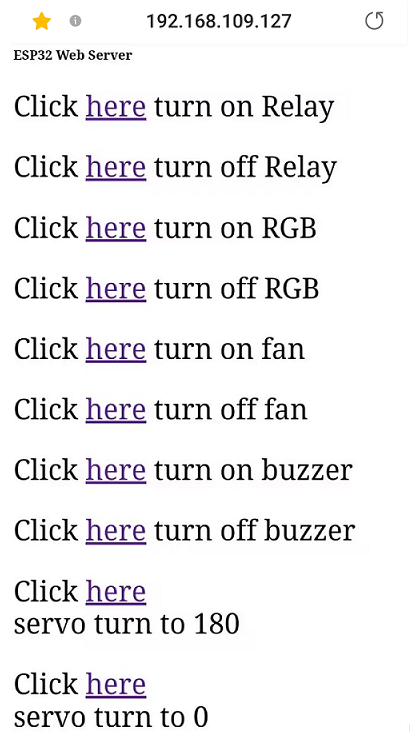 192.168.109.127
ESP32 Web Server
Click here turn on Relay
Click here turn off Relay
Click here turn on RGB
Click here turn off RGB
Click here turn on fan
Click here turn off fan
Click here turn on buzzer
Click here turn off buzzer
Click here
servo turn to 180
Click here
servo turn to 0